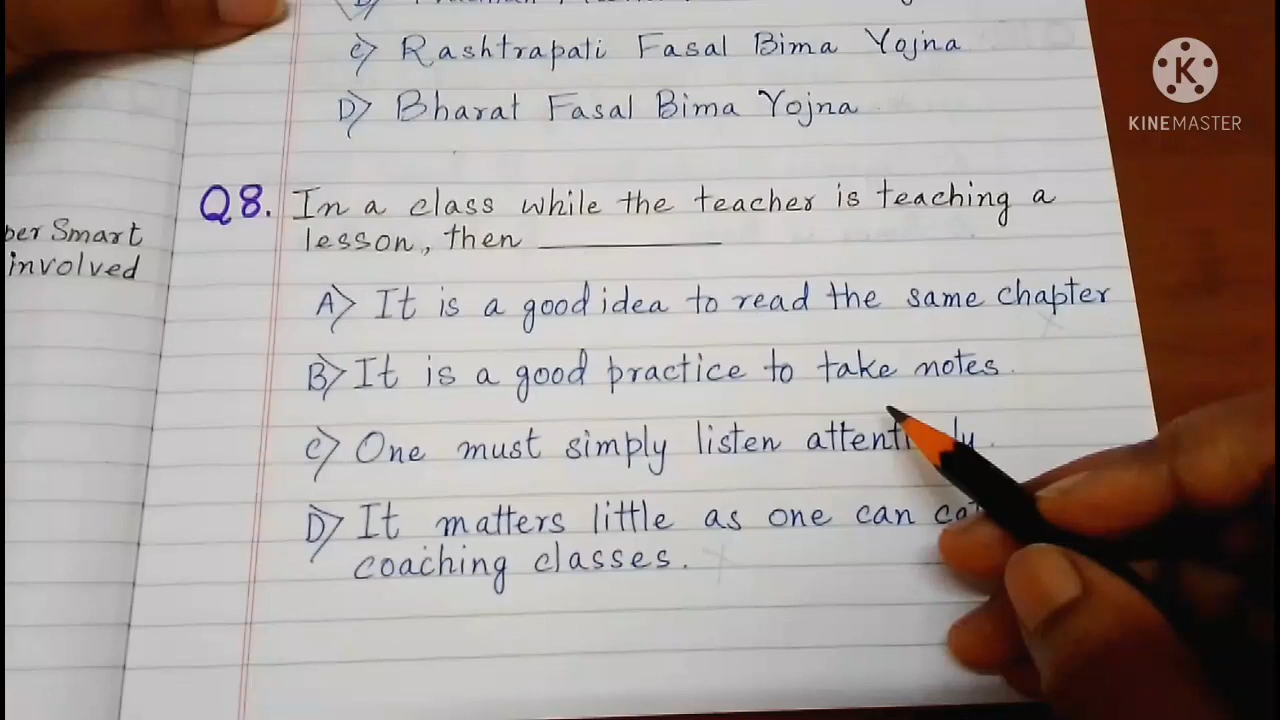 C) Rashtrapati Fasal Bima Yojna
D) Bharat Fasal Bima Yojna
KINEMASTER
Q8. In a class while the teacher is teaching a
lesson, then ________
A) It is a good idea to read the same chapter
B) It is a good practice to take notes.
C) One must simply listen
D) It matters little as one can
coaching classes.
per Smart
involved